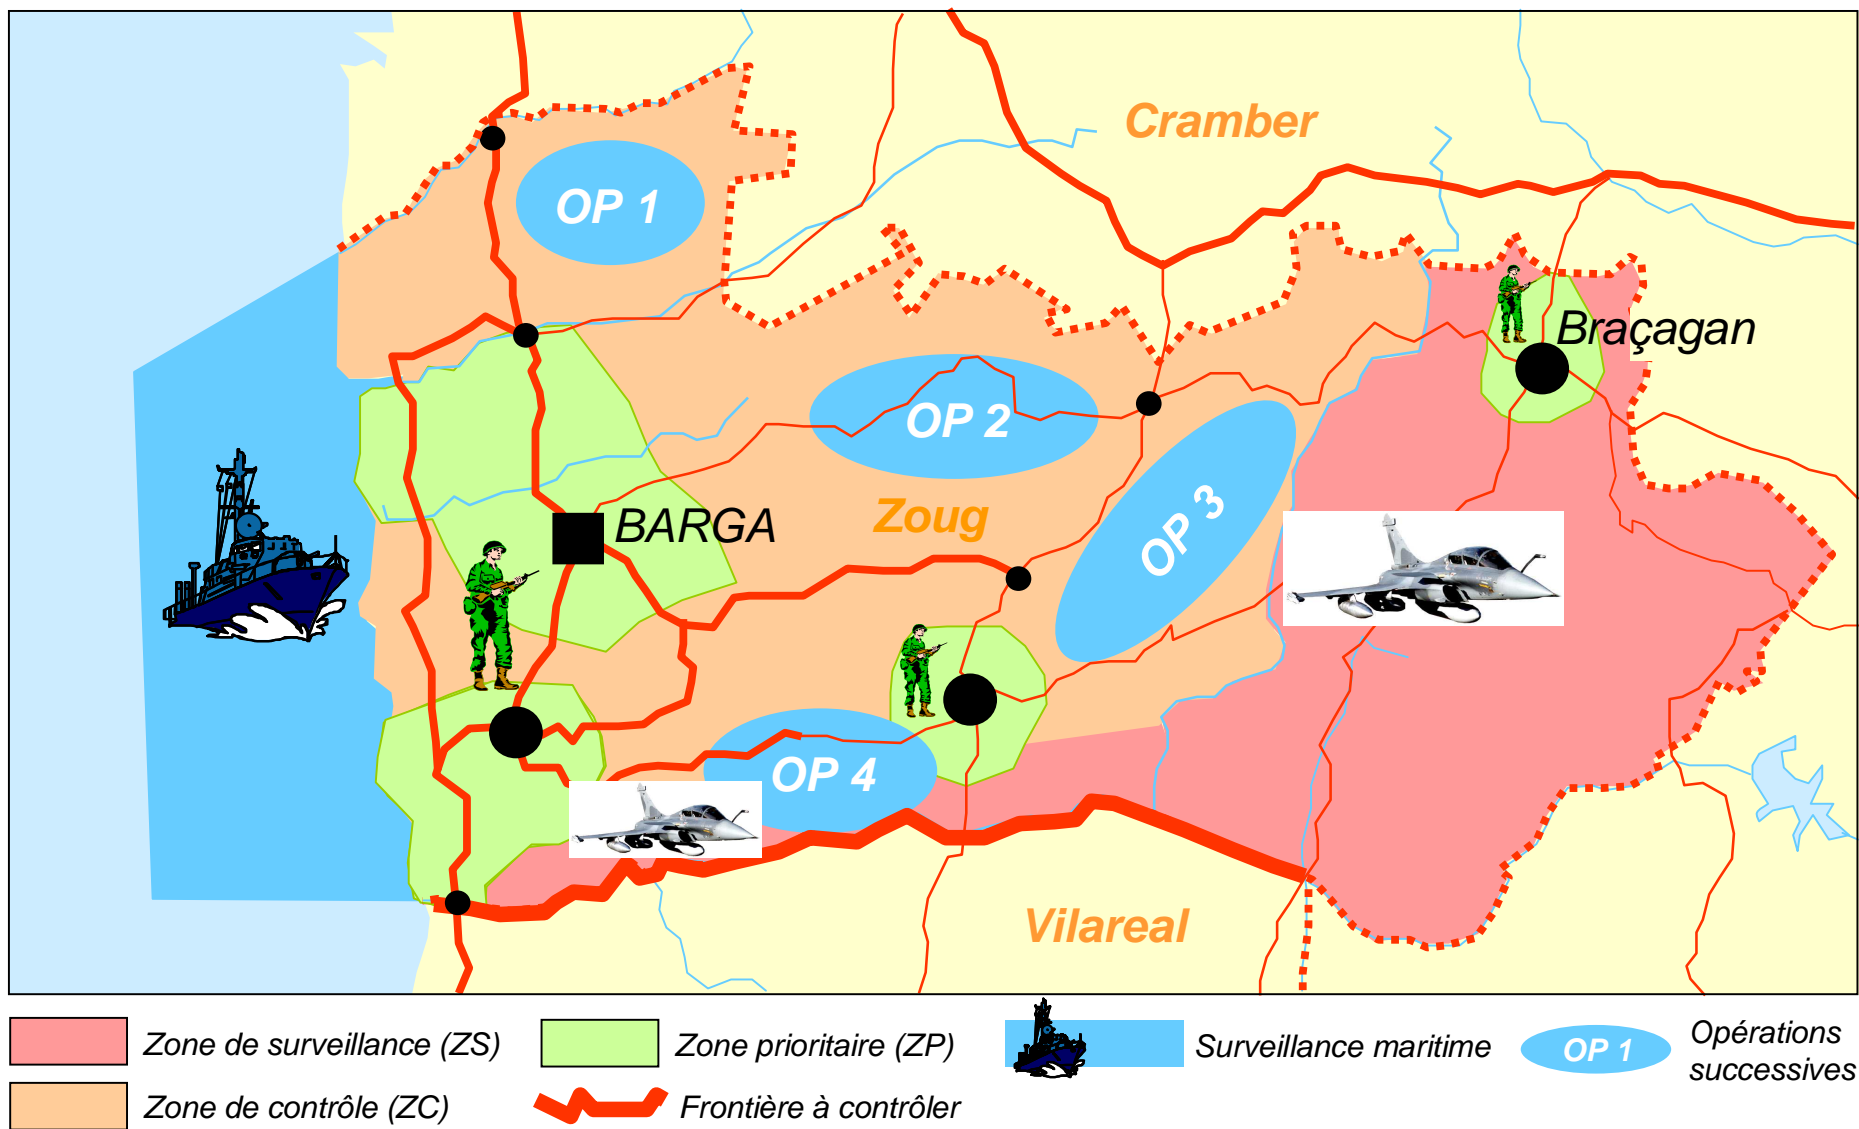 Cramber
OP 1
Braçagan
OP 2
Zoug
OP 3
BARGA
OP 4
Vilareal
Zone de surveillance (ZS)
Zone prioritaire (ZP)
Surveillance maritime
OP 1
Opérations
successives
Zone de contrôle (ZC)
Frontière à contrôler